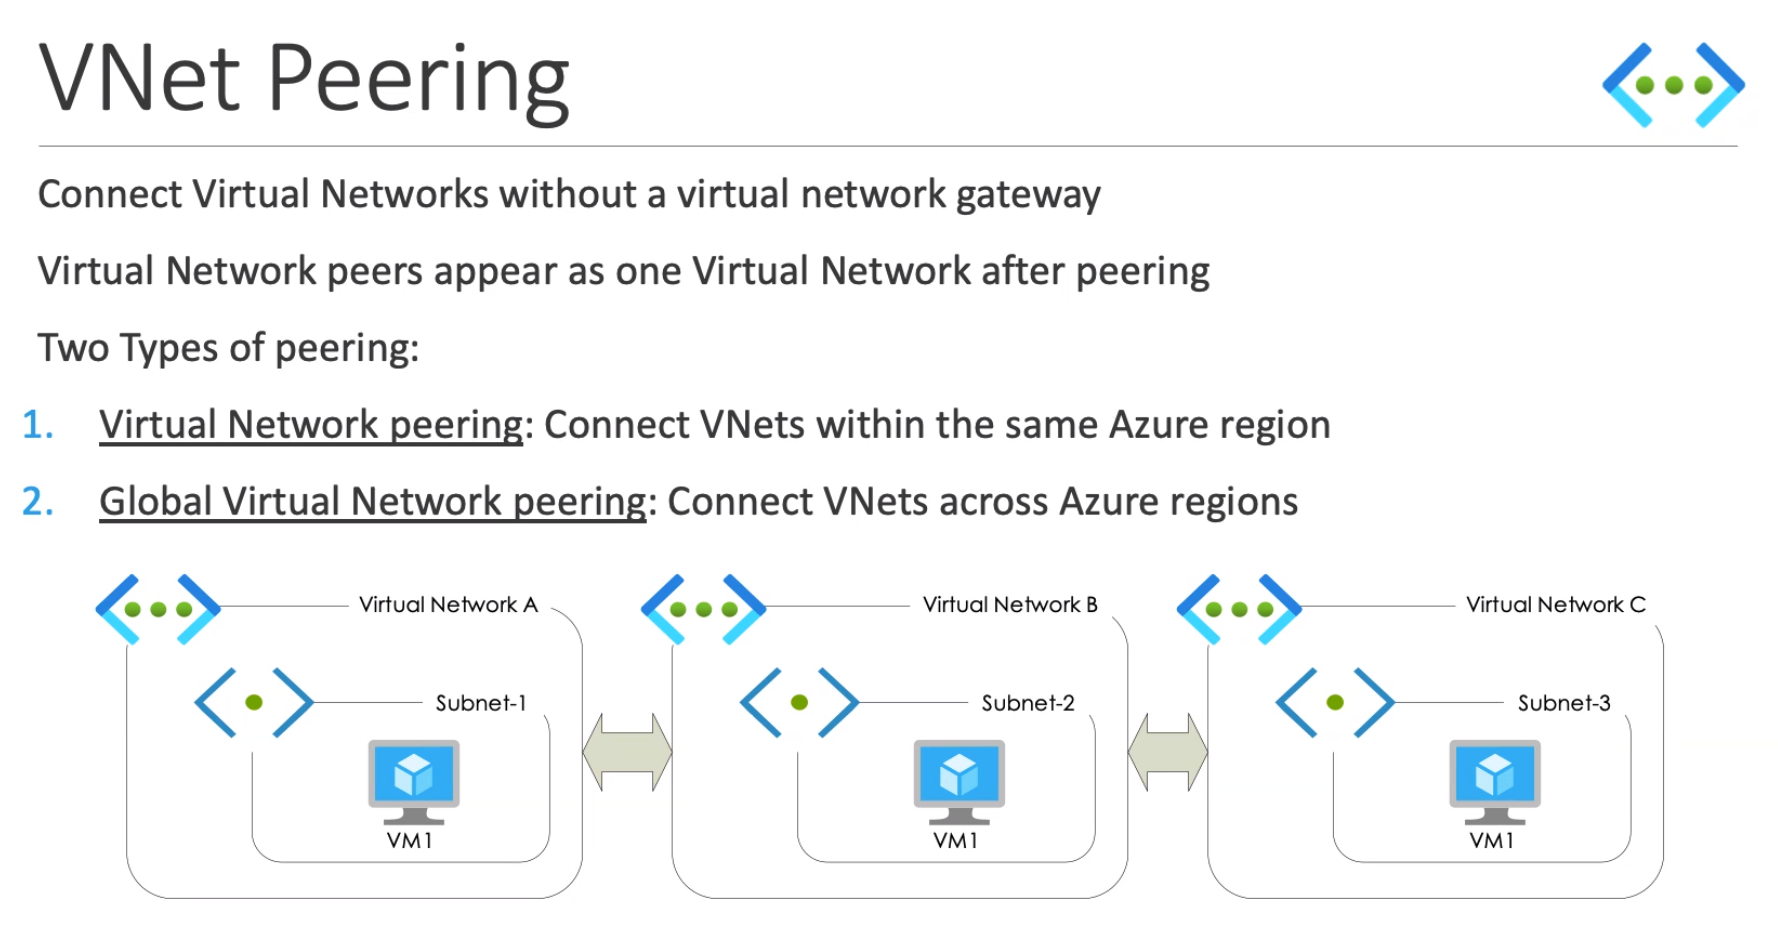 VNet Peering
Connect Virtual Networks without a virtual network gateway
Virtual Network peers appear as one Virtual Network after peering
Two Types of peering:
1. Virtual Network peering: Connect VNets within the same Azure region
2. Global Virtual Network peering: Connect VNets across Azure regions
Virtual Network A
Subnet-1
VM1
Virtual Network B
Subnet-2
VM1
Virtual Network C
Subnet-3
VM1